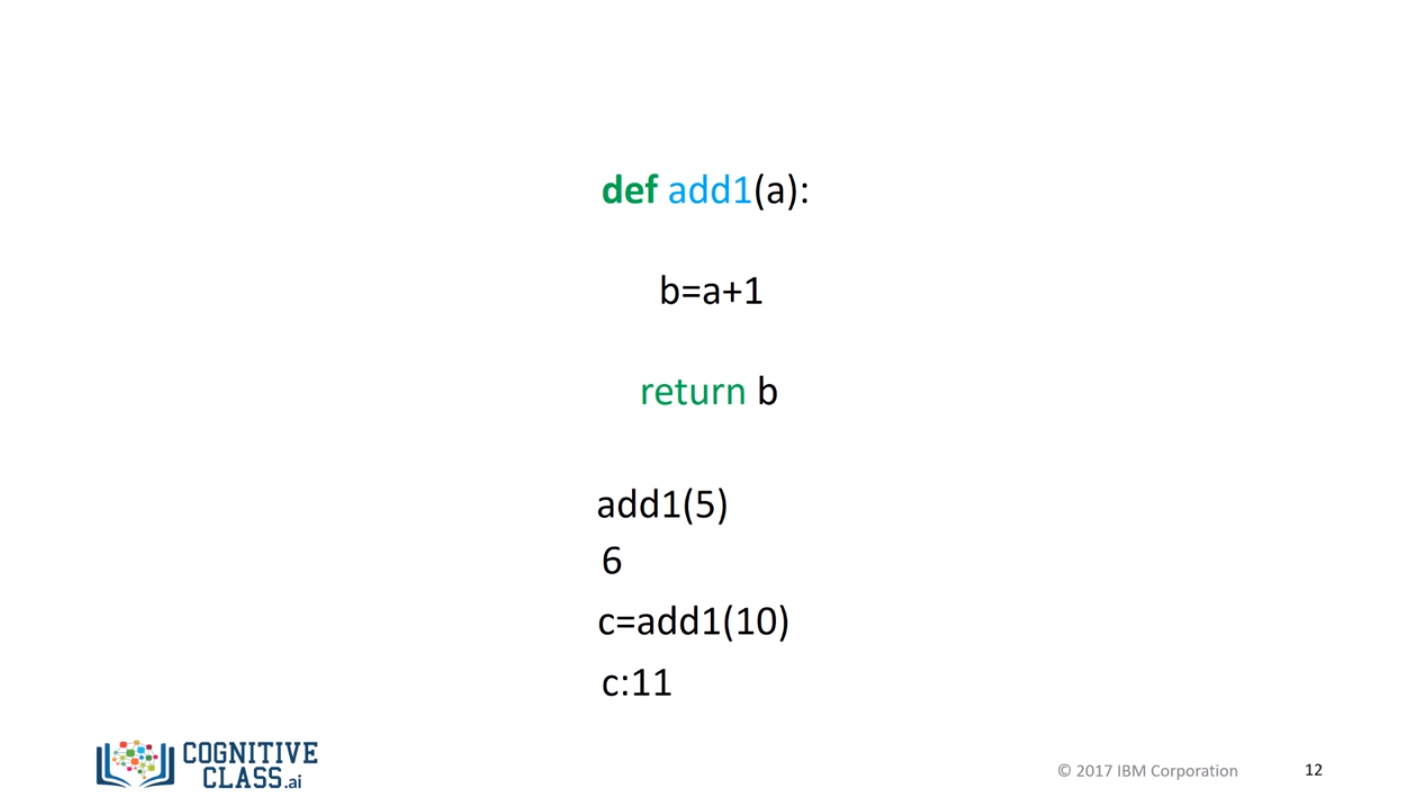 def add1(a):
b=a+1
return b
add1(5)
6
c=add1(10)
c:11
COGNITIVE
CLASS.ai
© 2017 IBM Corporation
12